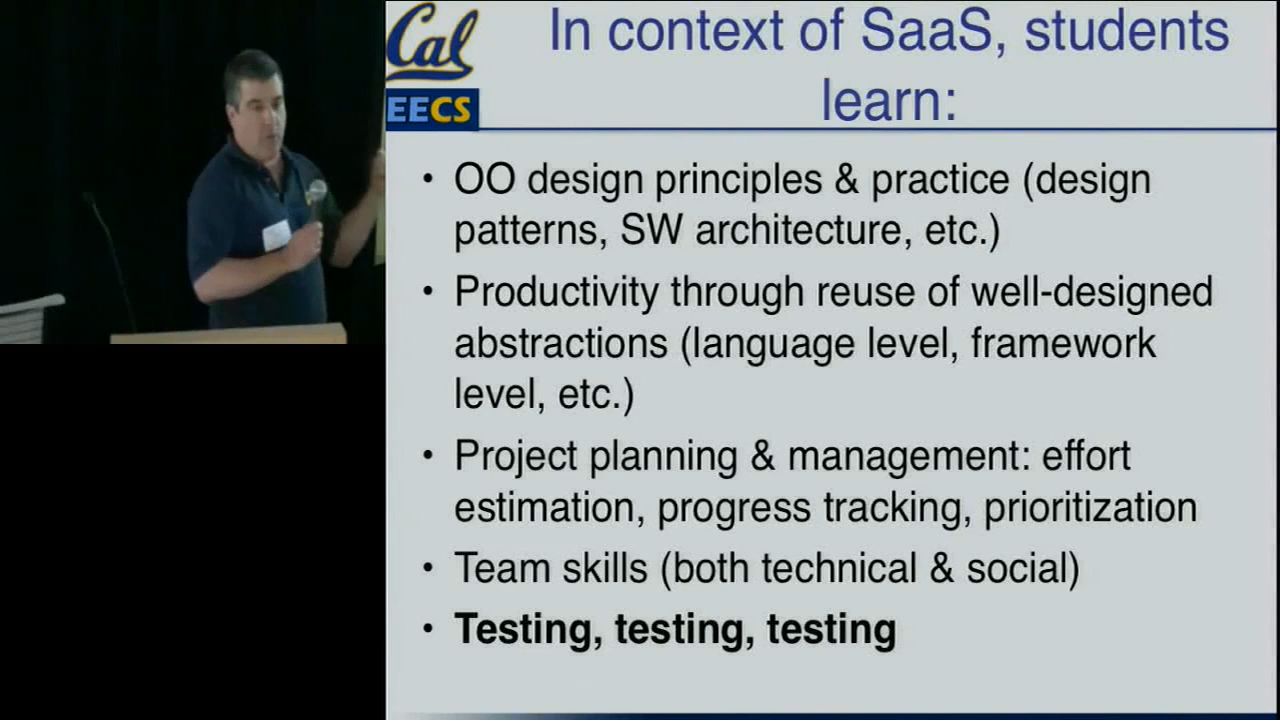 Cal
EECS
In context of SaaS, students
learn:
• OO design principles & practice (design
patterns, SW architecture, etc.)
• Productivity through reuse of well-designed
abstractions (language level, framework
level, etc.)
• Project planning & management: effort
estimation, progress tracking, prioritization
• Team skills (both technical & social)
• Testing, testing, testing